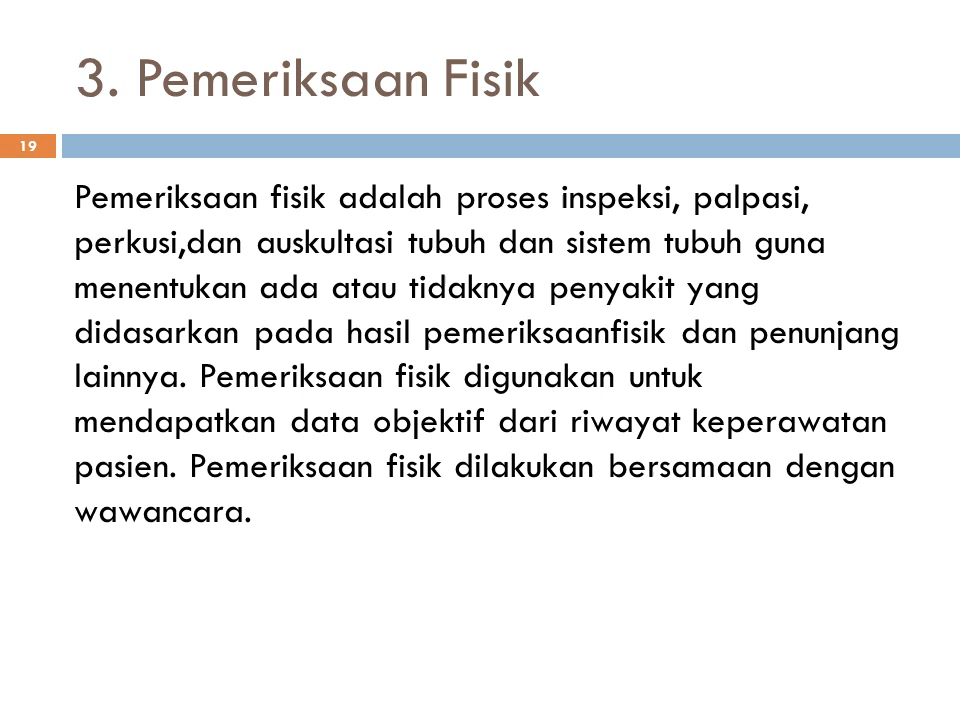 3. Pemeriksaan Fisik
19
Pemeriksaan fisik adalah proses inspeksi, palpasi,
perkusi,dan auskultasi tubuh dan sistem tubuh guna
menentukan ada atau tidaknya penyakit yang
didasarkan pada hasil pemeriksaanfisik dan penunjang
lainnya. Pemeriksaan fisik digunakan untuk
mendapatkan data objektif dari riwayat keperawatan
pasien. Pemeriksaan fisik dilakukan bersamaan dengan
wawancara.